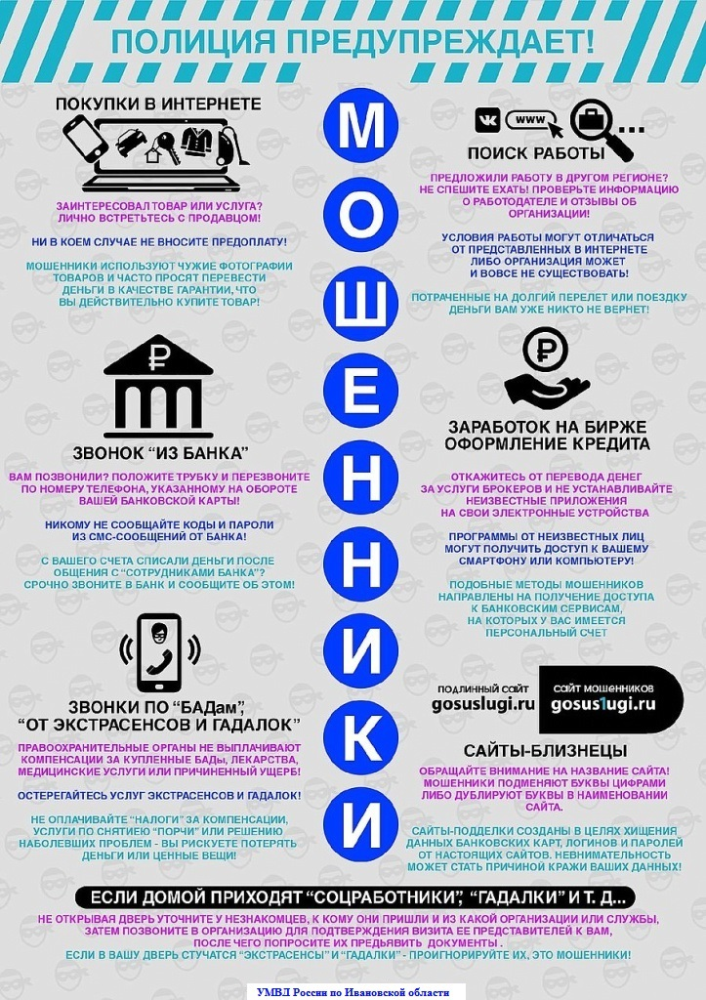 ПОЛИЦИЯ ПРЕДУПРЕЖДАЕТ!
МОШЕННИКИ
ПОКУПКИ В ИНТЕРНЕТЕ
ЗАИНТЕРЕСОВАЛ ТОВАР ИЛИ УСЛУГА?
ЛИЧНО ВСТРЕТЬТЕСЬ С ПРОДАВЦОМ!
НИ В КОЕМ СЛУЧАЕ НЕ ВНОСИТЕ ПРЕДОПЛАТУ!
МОШЕННИКИ ИСПОЛЬЗУЮТ ЧУЖИЕ ФОТОГРАФИИ
ТОВАРОВ И ЧАСТО ПРОСЯТ ПЕРЕВЕСТИ
ДЕНЬГИ В КАЧЕСТВЕ ГАРАНТИИ, ЧТО
ВЫ ДЕЙСТВИТЕЛЬНО КУПИТЕ ТОВАР!
www
ПОИСК РАБОТЫ
ПРЕДЛОЖИЛИ РАБОТУ В ДРУГОМ РЕГИОНЕ?
НЕ СПЕШИТЕ ЕХАТЬ! ПРОВЕРЬТЕ ИНФОРМАЦИЮ
О РАБОТОДАТЕЛЕ И ОТЗЫВЫ ОБ
ОРГАНИЗАЦИИ!
УСЛОВИЯ РАБОТЫ МОГУТ ОТЛИЧАТЬСЯ
ОТ ПРЕДСТАВЛЕННЫХ В ИНТЕРНЕТЕ
ЛИБО ОРГАНИЗАЦИЯ МОЖЕТ
И ВОВСЕ НЕ СУЩЕСТВОВАТЬ!
ПОТРАЧЕННЫЕ НА ДОЛГИЙ ПЕРЕЛЕТ ИЛИ ПОЕЗДКУ
ДЕНЬГИ ВАМ УЖЕ НИКТО НЕ ВЕРНЕТ!
ЗВОНОК "ИЗ БАНКА"
ВАМ ПОЗВОНИЛИ? ПОЛОЖИТЕ ТРУБКУ И ПЕРЕЗВОНИТЕ
ПО НОМЕРУ ТЕЛЕФОНА, УКАЗАННОМУ НА ОБОРОТЕ
ВАШЕЙ БАНКОВСКОЙ КАРТЫ!
НИКОМУ НЕ СООБЩАЙТЕ КОДЫ И ПАРОЛИ
ИЗ СМС-СООБЩЕНИЙ ОТ БАНКА!
С ВАШЕГО СЧЕТА СПИСАЛИ ДЕНЬГИ ПОСЛЕ
ОБЩЕНИЯ С "СОТРУДНИКАМИ БАНКА"?
СРОЧНО ЗВОНИТЕ В БАНК И СООБЩИТЕ ОБ ЭТОМ!
ЗАРАБОТОК НА БИРЖЕ
ОФОРМЛЕНИЕ КРЕДИТА
ОТКАЖИТЕСЬ ОТ ПЕРЕВОДА ДЕНЕГ
ЗА УСЛУГИ БРОКЕРОВ И НЕ УСТАНАВЛИВАЙТЕ
НЕИЗВЕСТНЫЕ ПРИЛОЖЕНИЯ
НА СВОИ ЭЛЕКТРОННЫЕ УСТРОЙСТВА
ПРОГРАММЫ ОТ НЕИЗВЕСТНЫХ ЛИЦ
МОГУТ ПОЛУЧИТЬ ДОСТУП К ВАШЕМУ
СМАРТФОНУ ИЛИ КОМПЬЮТЕРУ!
ПОДОБНЫЕ МЕТОДЫ МОШЕННИКОВ
НАПРАВЛЕНЫ НА ПОЛУЧЕНИЕ ДОСТУПА
К БАНКОВСКИМ СЕРВИСАМ,
НА КОТОРЫХ У ВАС ИМЕЕТСЯ
ПЕРСОНАЛЬНЫЙ СЧЕТ
ЗВОНКИ ПО "БАДам",
"ОТ ЭКСТРАСЕНСОВ И ГАДАЛОК"
ПРАВООХРАНИТЕЛЬНЫЕ ОРГАНЫ НЕ ВЫПЛАЧИВАЮТ
КОМПЕНСАЦИИ ЗА КУПЛЕННЫЕ БАДы, ЛЕКАРСТВА,
МЕДИЦИНСКИЕ УСЛУГИ ИЛИ ПРИЧИНЕННЫЙ УЩЕРБ!
ОСТЕРЕГАЙТЕСЬ УСЛУГ ЭКСТРАСЕНСОВ И ГАДАЛОК!
НЕ ОПЛАЧИВАЙТЕ "НАЛОГИ" ЗА КОМПЕНСАЦИИ,
УСЛУГИ ПО СНЯТИЕЮ "ПОРЧИ" ИЛИ РЕШЕНИЮ
НАБОЛЕВШИХ ПРОБЛЕМ - ВЫ РИСКУЕТЕ ПОТЕРЯТЬ
ДЕНЬГИ ИЛИ ЦЕННЫЕ ВЕЩИ!
ПОДЛИННЫЙ САЙТ
gosuslugi.ru
САЙТ МОШЕННИКОВ
gosus1ugi.ru
САЙТЫ-БЛИЗНЕЦЫ
ОБРАЩАЙТЕ ВНИМАНИЕ НА НАЗВАНИЕ САЙТА!
МОШЕННИКИ ПОДМЕНЯЮТ БУКВЫ ЦИФРАМИ
ЛИБО ДУБЛИРУЮТ БУКВЫ В НАИМЕНОВАНИИ
САЙТА.
САЙТЫ-ПОДДЕЛКИ СОЗДАНЫ В ЦЕЛЯХ ХИЩЕНИЯ
ДАННЫХ БАНКОВСКИХ КАРТ, ЛОГИНОВ И ПАРОЛЕЙ
ОТ НАСТОЯЩИХ САЙТОВ. НЕВНИМАТЕЛЬНОСТЬ
МОЖЕТ СТАТЬ ПРИЧИНОЙ КРАЖИ ВАШИХ ДАННЫХ!
ЕСЛИ ДОМОЙ ПРИХОДЯТ "СОЦРАБОТНИКИ", "ГАДАЛКИ" И Т. Д...
НЕ ОТКРЫВАЯ ДВЕРЬ УТОЧНИТЕ У НЕЗНАКОМЦЕВ, К КОМУ ОНИ ПРИШЛИ И ИЗ КАКОЙ ОРГАНИЗАЦИИ ИЛИ СЛУЖБЫ,
ЗАТЕМ ПОЗВОНИТЕ В ОРГАНИЗАЦИЮ ДЛЯ ПОДТВЕРЖДЕНИЯ ВИЗИТА ЕЕ ПРЕДСТАВИТЕЛЕЙ К ВАМ,
ПОСЛЕ ЧЕГО ПОПРОСИТЕ ИХ ПРЕДЬЯВИТЬ ДОКУМЕНТЫ .
ЕСЛИ В ВАШУ ДВЕРЬ СТУЧАТСЯ "ЭКСТРАСЕНСЫ" И "ГАДАЛКИ" - ПРОИГНОРИРУЙТЕ ИХ, ЭТО МОШЕННИКИ!
УМВД России по Ивановской области